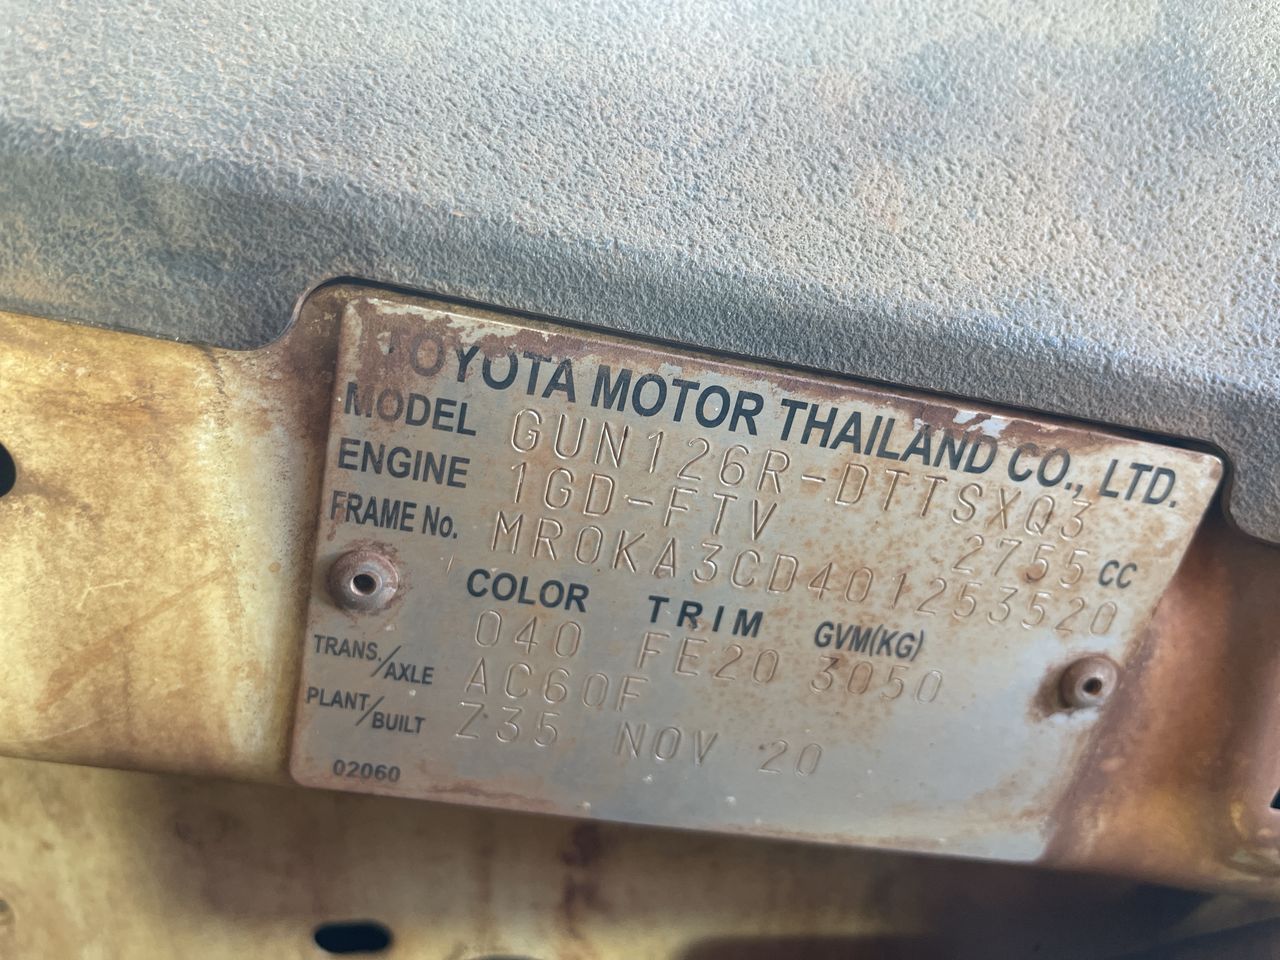 TOYOTA MOTOR THAILAND CO., LTD.
MODEL GUN126R-DTTSXQ3
ENGINE 1GD-FTV 2755 CC
FRAME No. MR0KA3CD401253520
COLOR TRIM GVM(KG)
040 FE20 3050
TRANS./AXLE AC60F
PLANT/BUILT Z35 NOV 20
02060